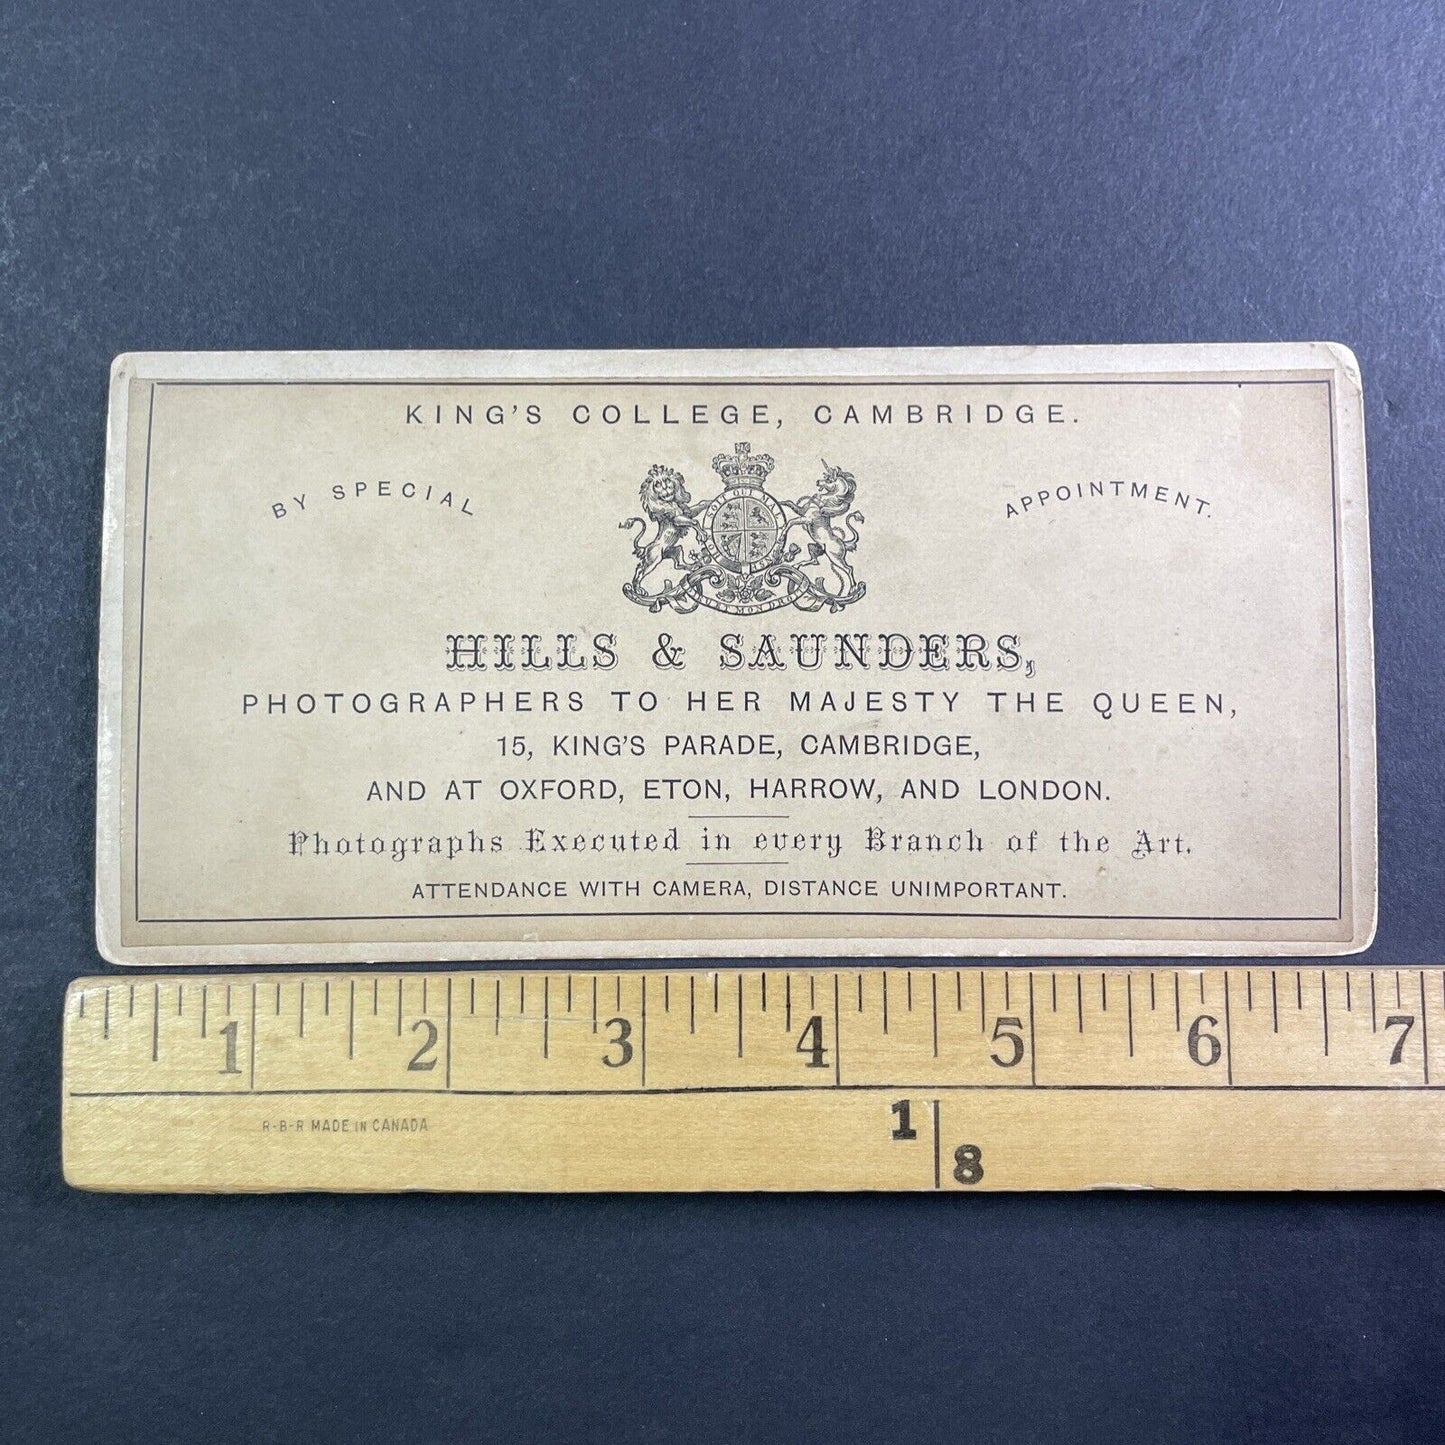 KING'S COLLEGE, CAMBRIDGE.
BY SPECIAL APPOINTMENT.
HILLS & SAUNDERS,
PHOTOGRAPHERS TO HER MAJESTY THE QUEEN,
15, KING'S PARADE, CAMBRIDGE,
AND AT OXFORD, ETON, HARROW, AND LONDON.
Photographs Executed in every Branch of the Art.
ATTENDANCE WITH CAMERA, DISTANCE UNIMPORTANT.
1 2 3 4 5 6 7
R-B-R MADE IN CANADA
1
8